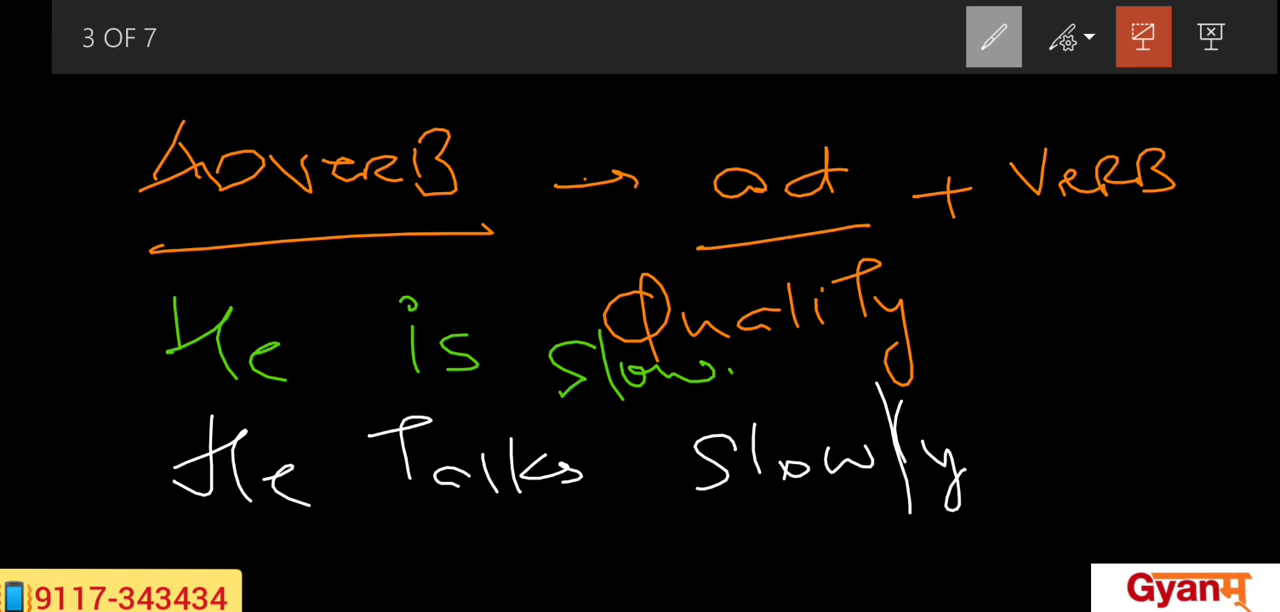 3 OF 7
ADVERB → ad + VERB
Quality
He is slow.
He Talks Slowly
9117-343434
Gyanम्